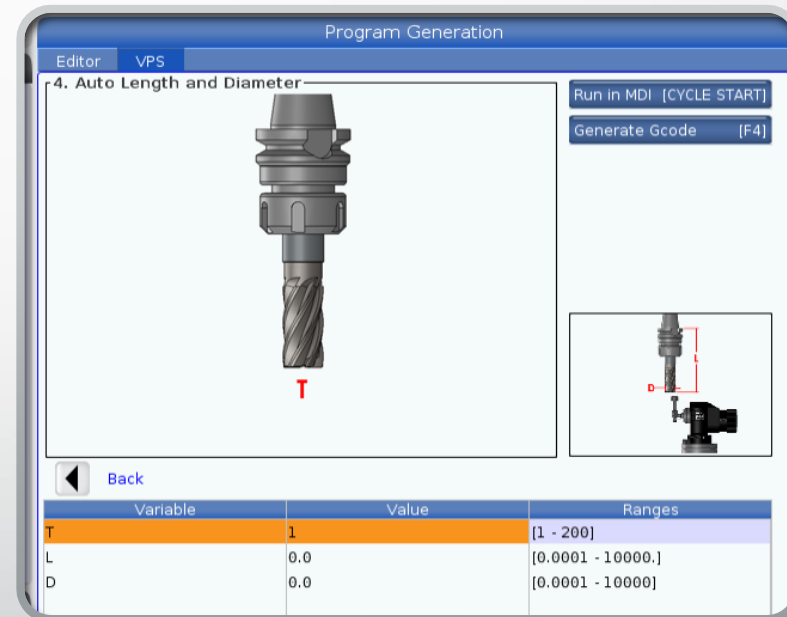 Program Generation
Editor VPS
4. Auto Length and Diameter
Run in MDI [CYCLE START]
Generate Gcode [F4]
T
L
D
Back
Variable Value Ranges
T 1 [1 - 200]
L 0.0 [0.0001 - 10000.]
D 0.0 [0.0001 - 10000]